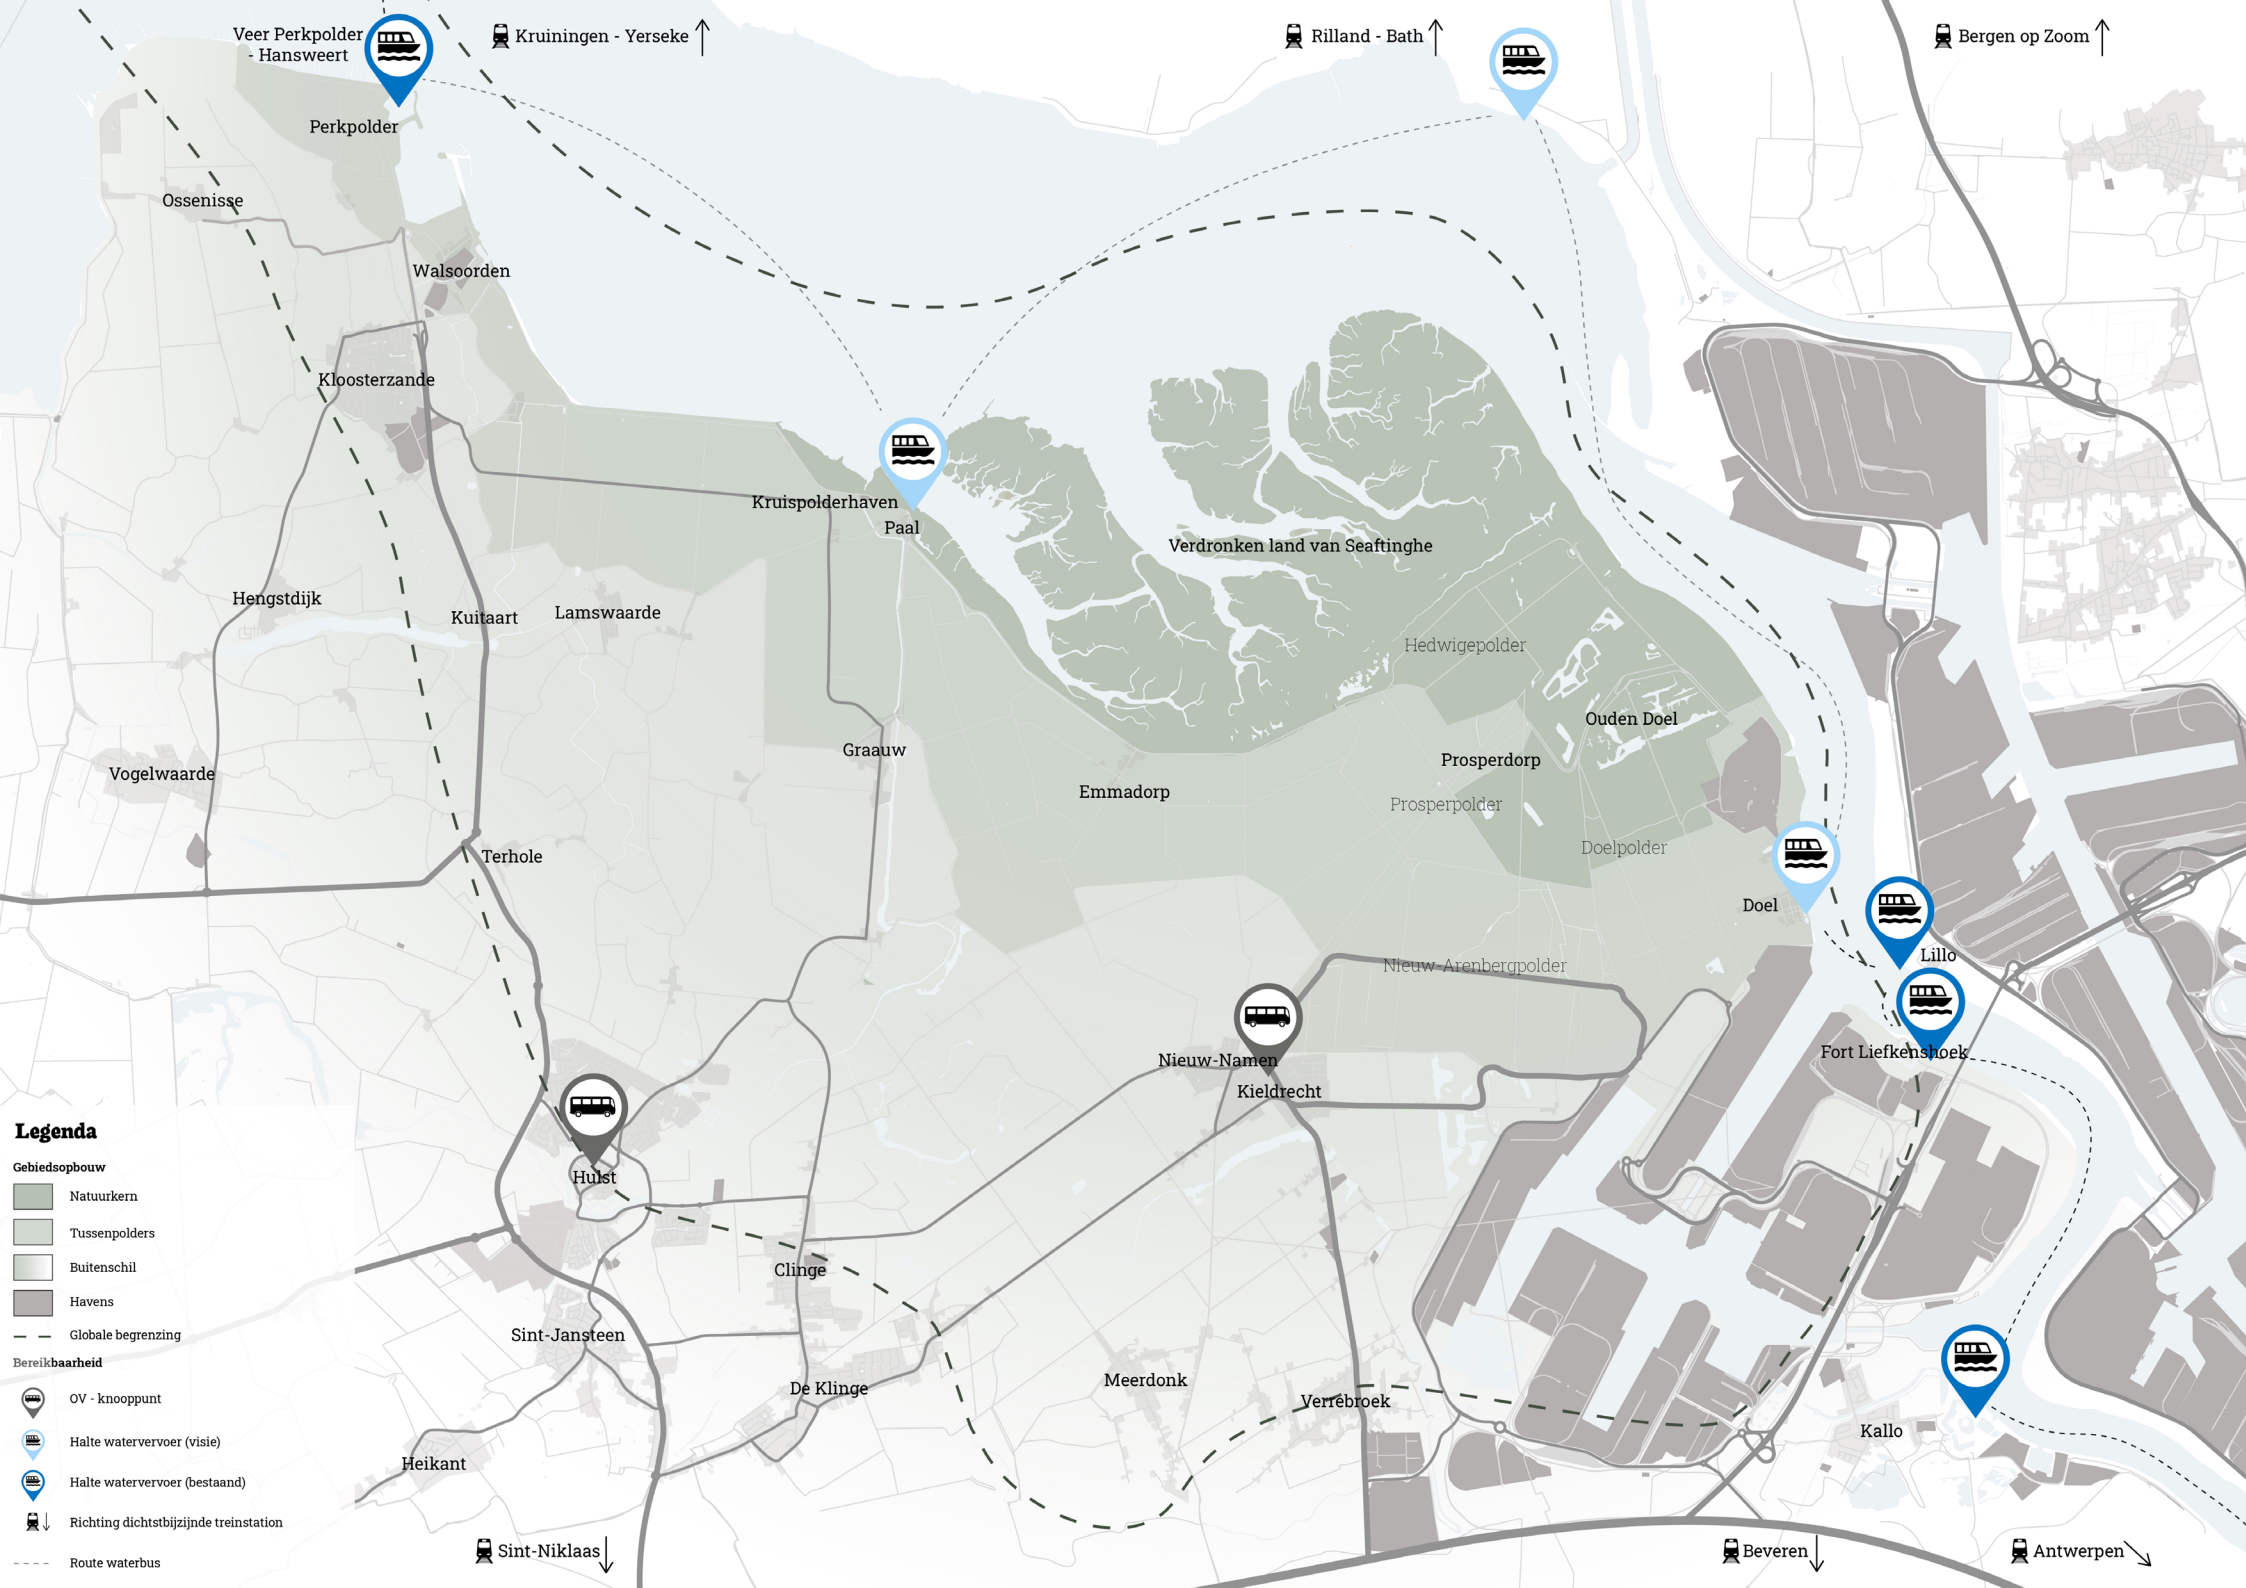 Veer Perkpolder
- Hansweert
Kruiningen - Yerseke
Rilland - Bath
Bergen op Zoom
Perkpolder
Ossenisse
Walsoorden
Kloosterzande
Kruispolderhaven
Paal
Verdronken land van Seaftinghe
Hengstdijk
Kuitaart
Lamswaarde
Hedwigepolder
Ouden Doel
Graauw
Prosperdorp
Vogelwaarde
Emmadorp
Prosperpolder
Doelpolder
Terhole
Doel
Lillo
Nieuw-Arenbergpolder
Fort Liefkenshoek
Nieuw-Namen
Kieldrecht
Hulst
Clinge
Sint-Jansteen
De Klinge
Meerdonk
Verrebroek
Kallo
Heikant
Sint-Niklaas
Beveren
Antwerpen
Legenda
Gebiedsopbouw
Natuurkern
Tussenpolders
Buitenschil
Havens
Globale begrenzing
Bereikbaarheid
OV - knooppunt
Halte watervervoer (visie)
Halte watervervoer (bestaand)
Richting dichtstbijzijnde treinstation
Route waterbus